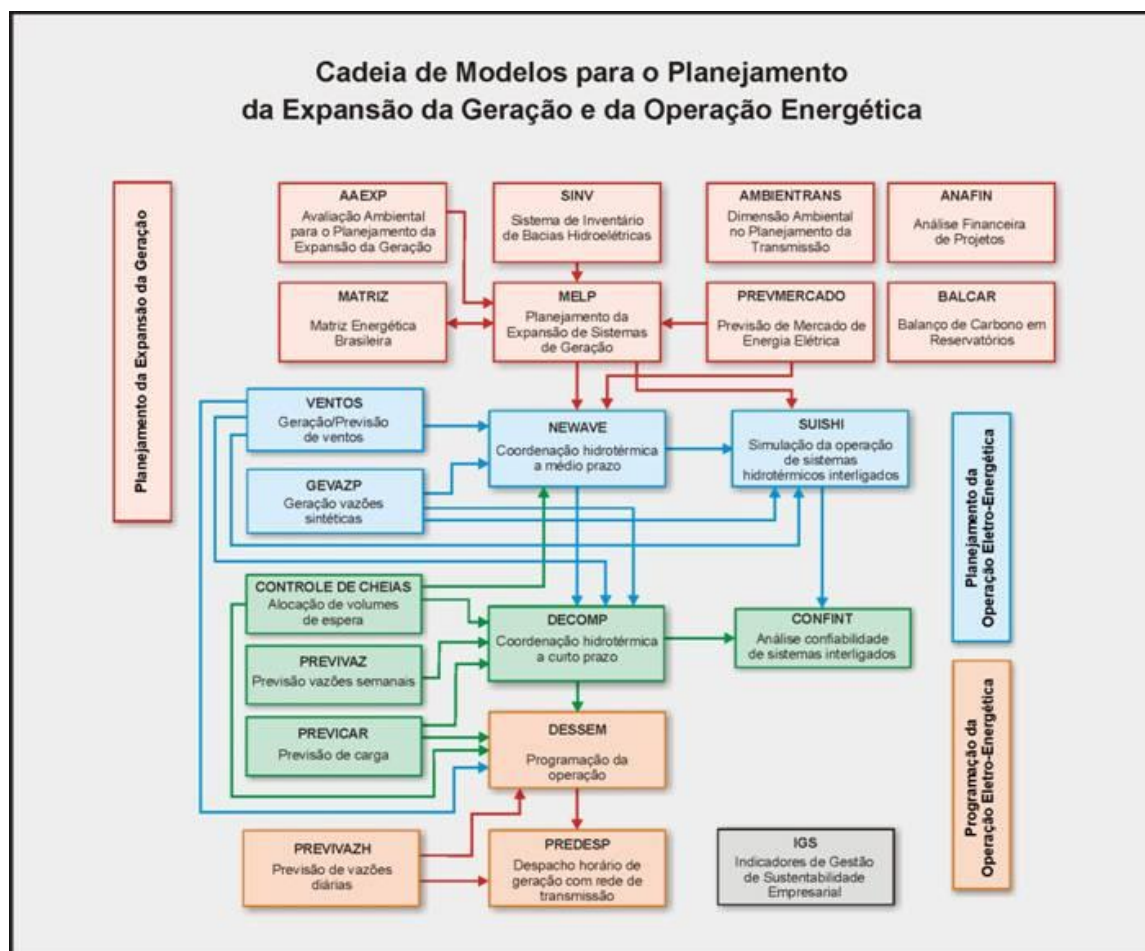 Cadeia de Modelos para o Planejamento
da Expansão da Geração e da Operação Energética
Planejamento da Expansão da Geração
AAEXP
Avaliação Ambiental
para o Planejamento da
Expansão da Geração
SINV
Sistema de Inventário
de Bacias Hidroelétricas
AMBIENTRANS
Dimensão Ambiental
no Planejamento da
Transmissão
ANAFIN
Análise Financeira
de Projetos
MATRIZ
Matriz Energética
Brasileira
MELP
Planejamento da
Expansão de Sistemas
de Geração
PREVMERCADO
Previsão de Mercado de
Energia Elétrica
BALCAR
Balanço de Carbono em
Reservatórios
VENTOS
Geração/Previsão
de ventos
NEWAVE
Coordenação hidrotérmica
a médio prazo
SUISHI
Simulação da operação
de sistemas
hidrotérmicos interligados
GEVAZP
Geração vazões
sintéticas
Planejamento da
Operação Eletro-Energética
CONTROLE DE CHEIAS
Alocação de volumes
de espera
DECOMP
Coordenação hidrotérmica
a curto prazo
CONFINT
Análise confiabilidade
de sistemas interligados
PREVIVAZ
Previsão vazões semanais
PREVICAR
Previsão de carga
DESSEM
Programação da
operação
Programação da
Operação Eletro-Energética
PREVIVAZH
Previsão de vazões
diárias
PREDESP
Despacho horário de
geração com rede de
transmissão
IGS
Indicadores de Gestão
de Sustentabilidade
Empresarial